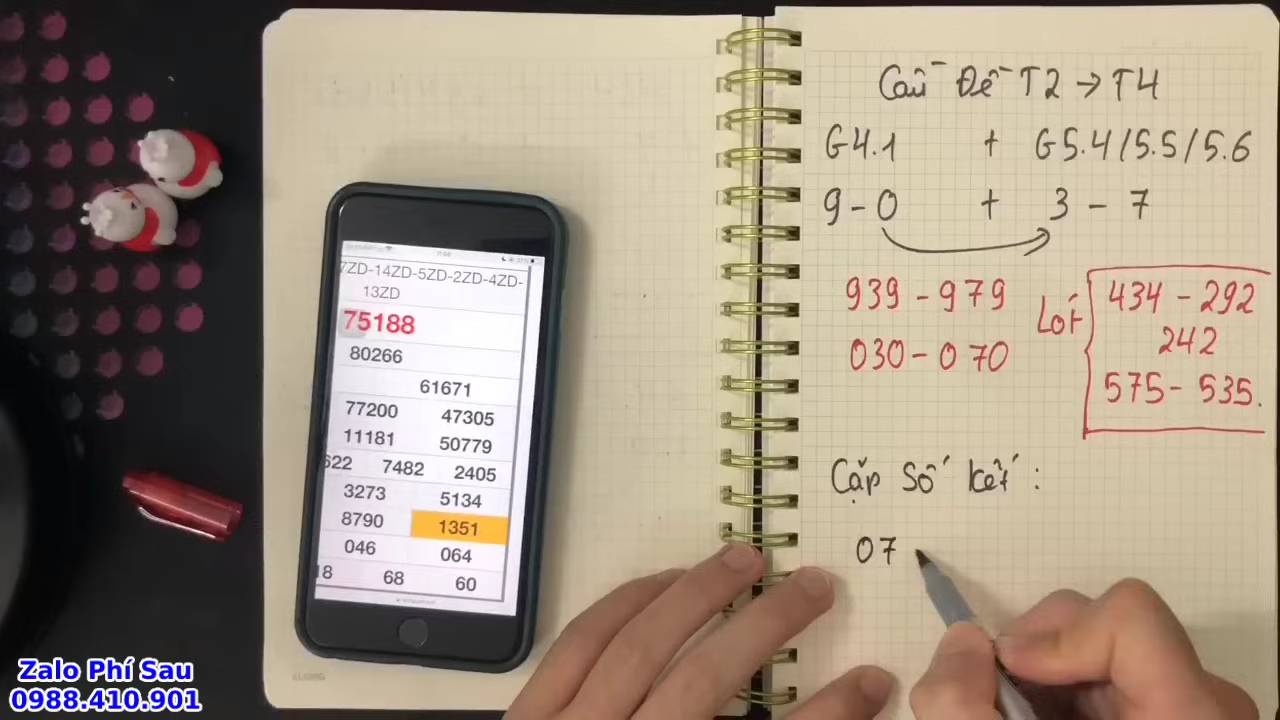 7ZD-14ZD-5ZD-2ZD-4ZD-
13ZD
75188
80266
61671
77200 47305
11181 50779
622 7482 2405
3273 5134
8790 1351
046 064
18 68 60
Cầu Đề T2 → T4
G4.1 + G5.4/5.5/5.6
9-0 + 3-7
939-979
030-070
Lót
434-292
242
575-535.
Cặp Số kết:
07
Zalo Phí Sau
0988.410.901